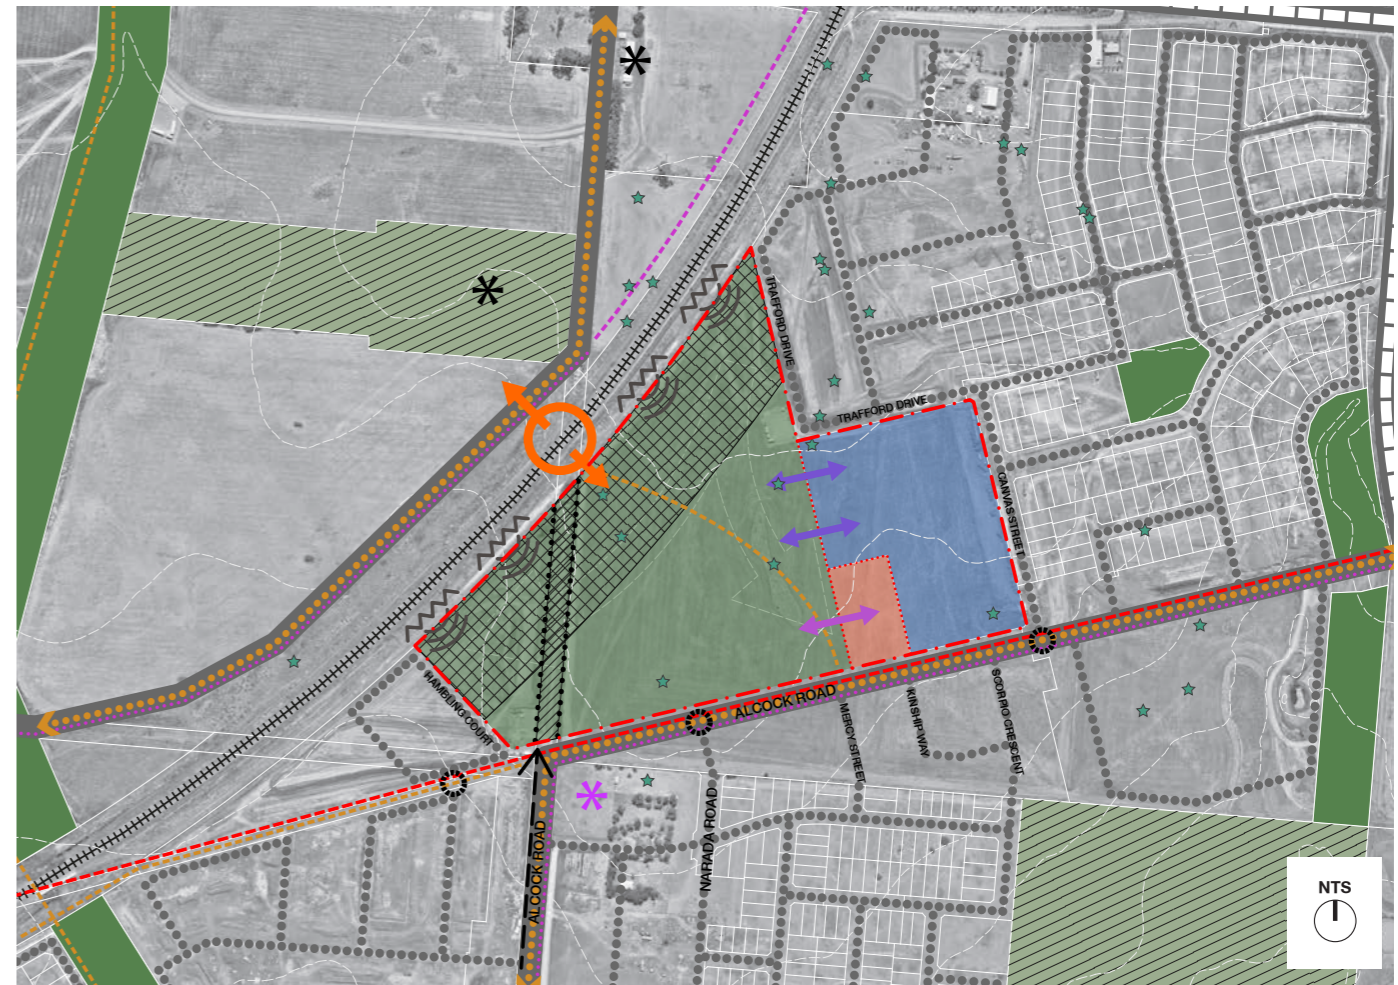 TRAFFORD DRIVE
TRAFFORD DRIVE
CANVAS STREET
RAMBLING COURT
ALCOCK ROAD
MERCY STREET
KINSHIP WAY
SCORPIO CRESCENT
ALCOCK ROAD
NARADA ROAD
NTS